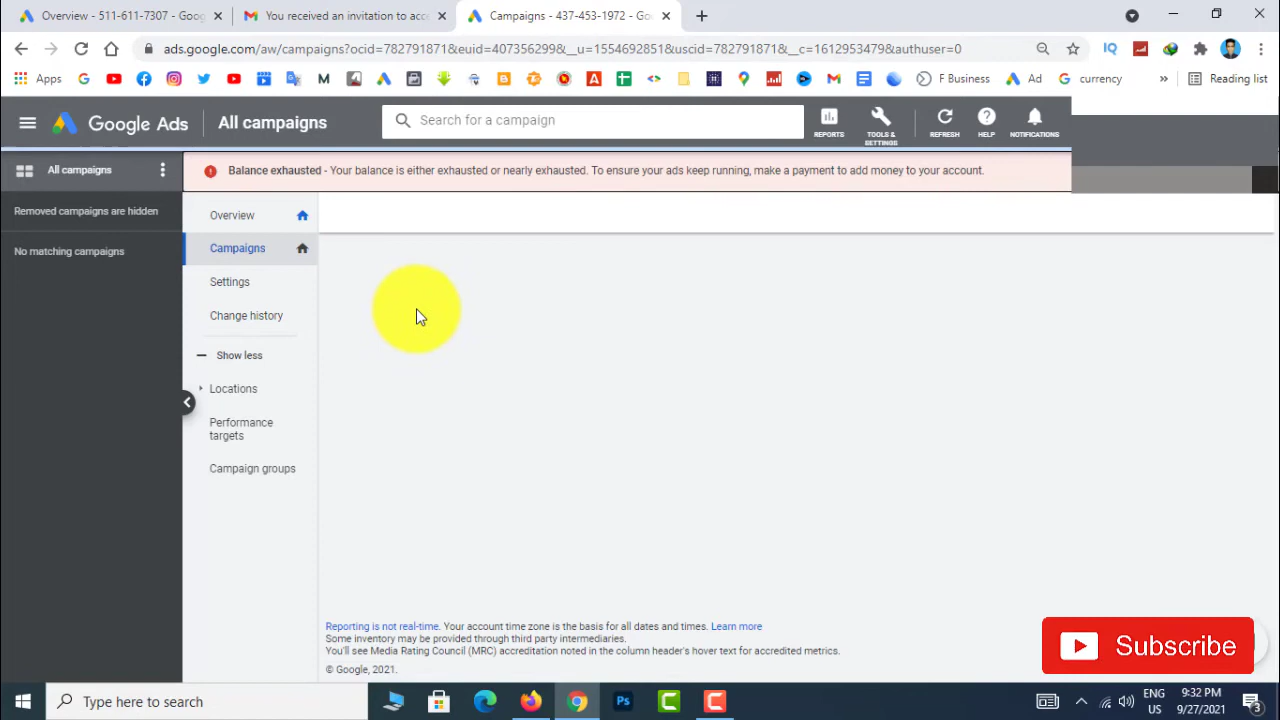 Overview - 511-611-7307 - Goog
You received an invitation to acc
Campaigns - 437-453-1972 - Goo
ads.google.com/aw/campaigns?ocid=782791871&euid=407356299&__u=1554692851&uscid=782791871&__c=1612953479&authuser=0
Apps
F Business
Ad
currency
Reading list
Google Ads
All campaigns
Search for a campaign
REPORTS
TOOLS & SETTINGS
REFRESH
HELP
NOTIFICATIONS
All campaigns
Balance exhausted - Your balance is either exhausted or nearly exhausted. To ensure your ads keep running, make a payment to add money to your account.
Removed campaigns are hidden
No matching campaigns
Overview
Campaigns
Settings
Change history
Show less
Locations
Performance
targets
Campaign groups
Reporting is not real-time. Your account time zone is the basis for all dates and times. Learn more
Some inventory may be provided through third party intermediaries.
You'll see Media Rating Council (MRC) accreditation noted in the column header's hover text for accredited metrics.
© Google, 2021.
Subscribe
Type here to search
Ps
ENG
US
9:32 PM
9/27/2021
3